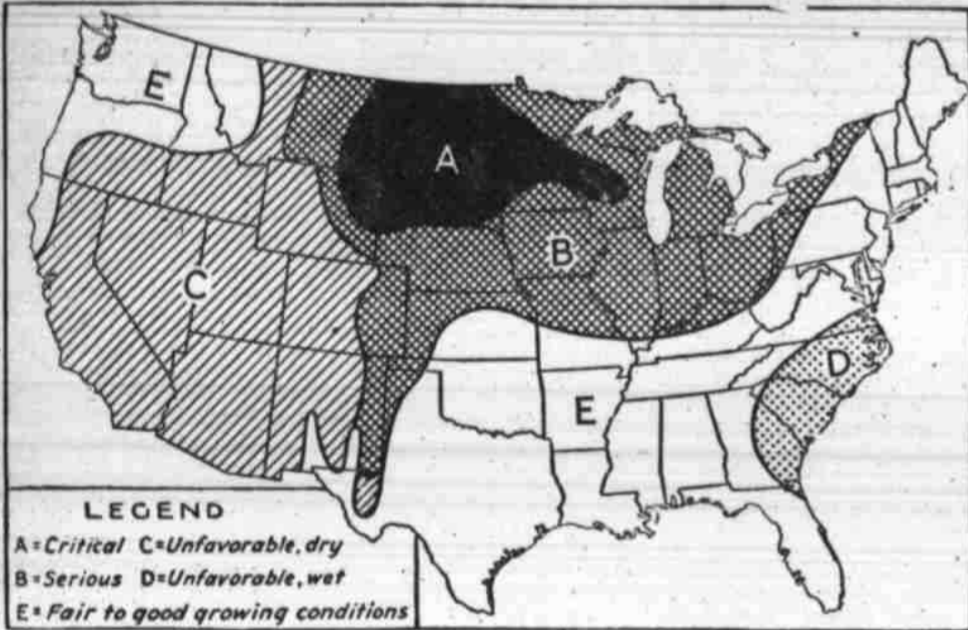 E
A
B
C
D
E
LEGEND
A=Critical C=Unfavorable, dry
B=Serious D=Unfavorable, wet
E=Fair to good growing conditions